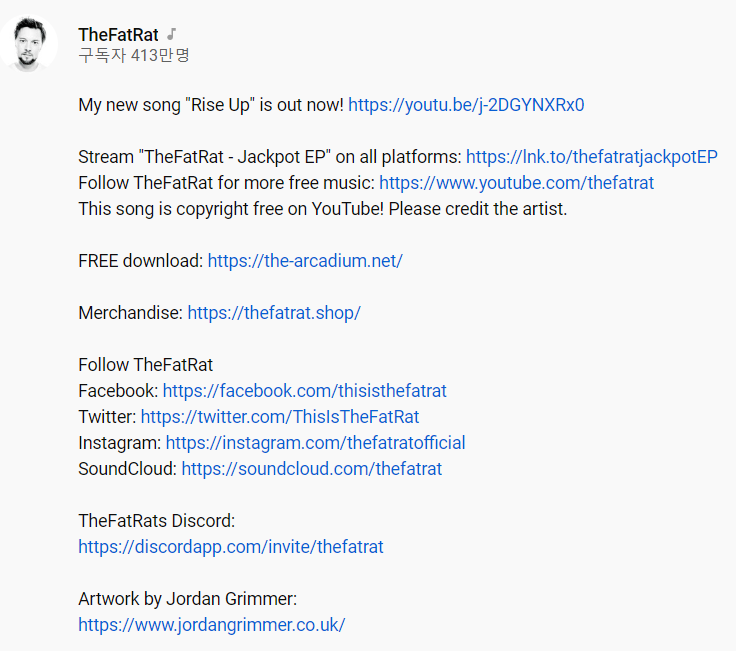 TheFatRat
구독자 413만명
My new song "Rise Up" is out now! https://youtu.be/j-2DGYNXRx0
Stream "TheFatRat - Jackpot EP" on all platforms: https://lnk.to/thefatratjackpotEP
Follow TheFatRat for more free music: https://www.youtube.com/thefatrat
This song is copyright free on YouTube! Please credit the artist.
FREE download: https://the-arcadium.net/
Merchandise: https://thefatrat.shop/
Follow TheFatRat
Facebook: https://facebook.com/thisisthefatrat
Twitter: https://twitter.com/ThisIsTheFatRat
Instagram: https://instagram.com/thefatratofficial
SoundCloud: https://soundcloud.com/thefatrat
TheFatRats Discord:
https://discordapp.com/invite/thefatrat
Artwork by Jordan Grimmer:
https://www.jordangrimmer.co.uk/